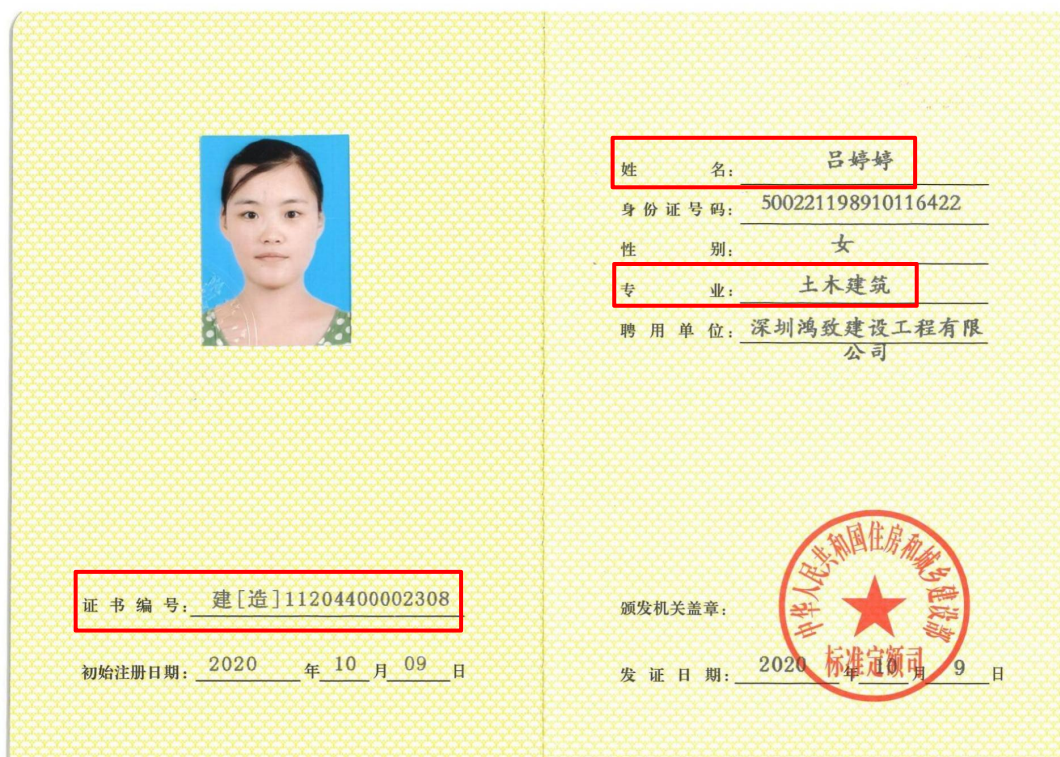 姓 名： 吕婷婷
身份证号码： 500221198910116422
性 别： 女
专 业： 土木建筑
聘用单位： 深圳鸿致建设工程有限
公司
证书编号： 建[造]11204400002308
初始注册日期： 2020 年 10 月 09 日
颁发机关盖章：
中华人民共和国住房和城乡建设部
标准定额司
发证日期： 2020 年 10 月 9 日